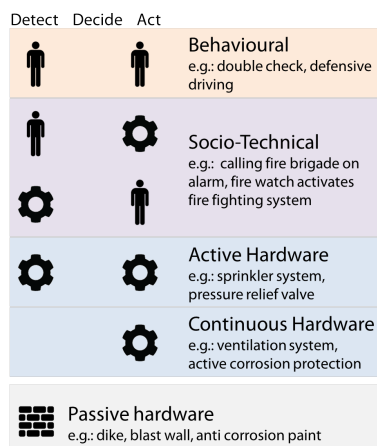 Detect Decide Act
Behavioural
e.g.: double check, defensive
driving
Socio-Technical
e.g.: calling fire brigade on
alarm, fire watch activates
fire fighting system
Active Hardware
e.g.: sprinkler system,
pressure relief valve
Continuous Hardware
e.g.: ventilation system,
active corrosion protection
Passive hardware
e.g.: dike, blast wall, anti corrosion paint